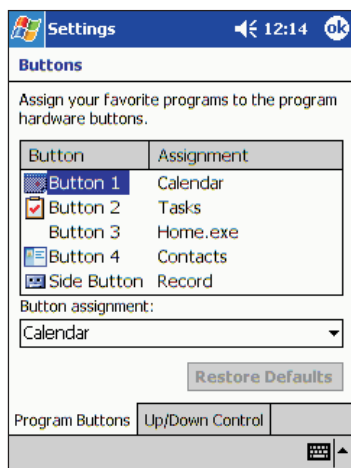 Settings 12:14 ok
Buttons
Assign your favorite programs to the program
hardware buttons.
Button Assignment
Button 1 Calendar
Button 2 Tasks
Button 3 Home.exe
Button 4 Contacts
Side Button Record
Button assignment:
Calendar
Restore Defaults
Program Buttons Up/Down Control